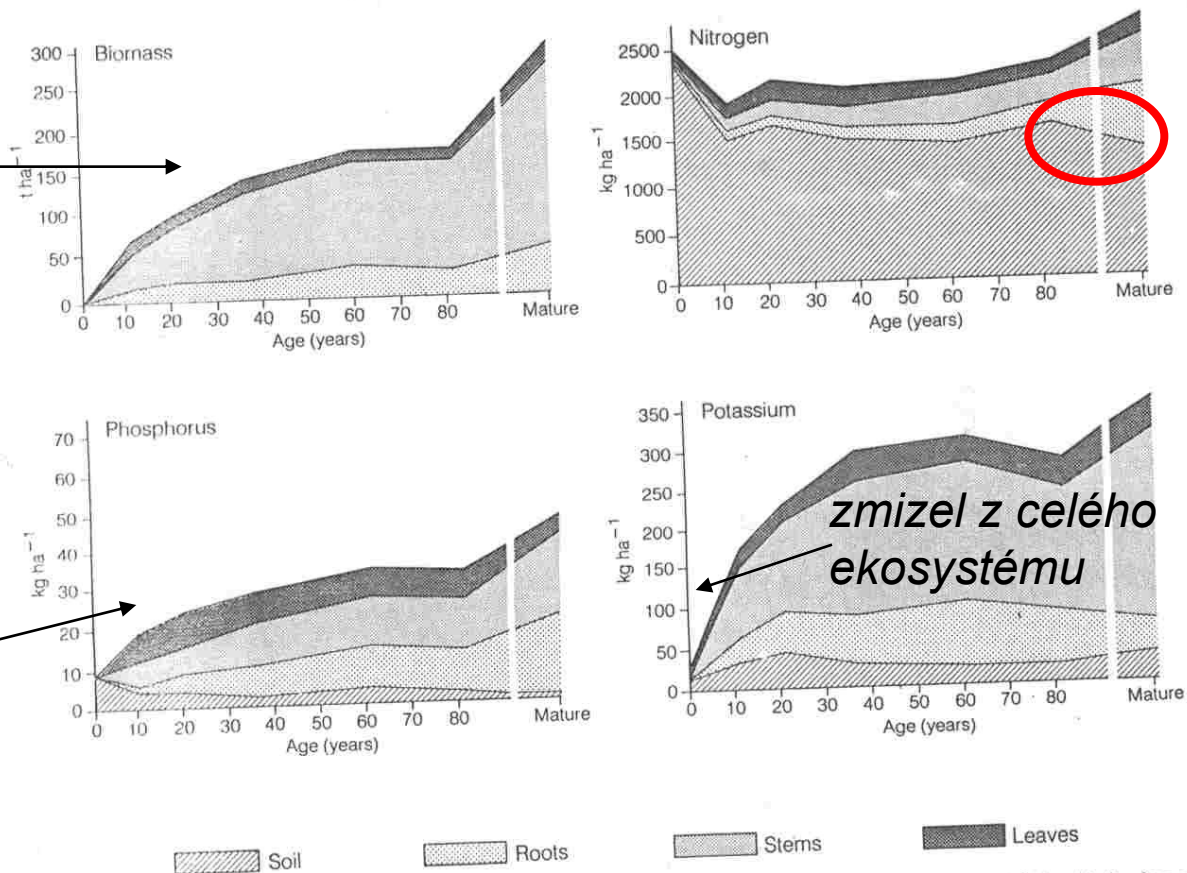 Biomass
300
250
200
150
100
50
0
t ha⁻¹
0 10 20 30 40 50 60 70 80 Mature
Age (years)
Nitrogen
2500
2000
1500
1000
500
0
kg ha⁻¹
0 10 20 30 40 50 60 70 80 Mature
Age (years)
Phosphorus
70
60
50
40
30
20
10
0
kg ha⁻¹
0 10 20 30 40 50 60 70 80 Mature
Age (years)
Potassium
350
300
250
200
150
100
50
0
kg ha⁻¹
zmizel z celého
ekosystému
0 10 20 30 40 50 60 70 80 Mature
Age (years)
Soil Roots Stems Leaves